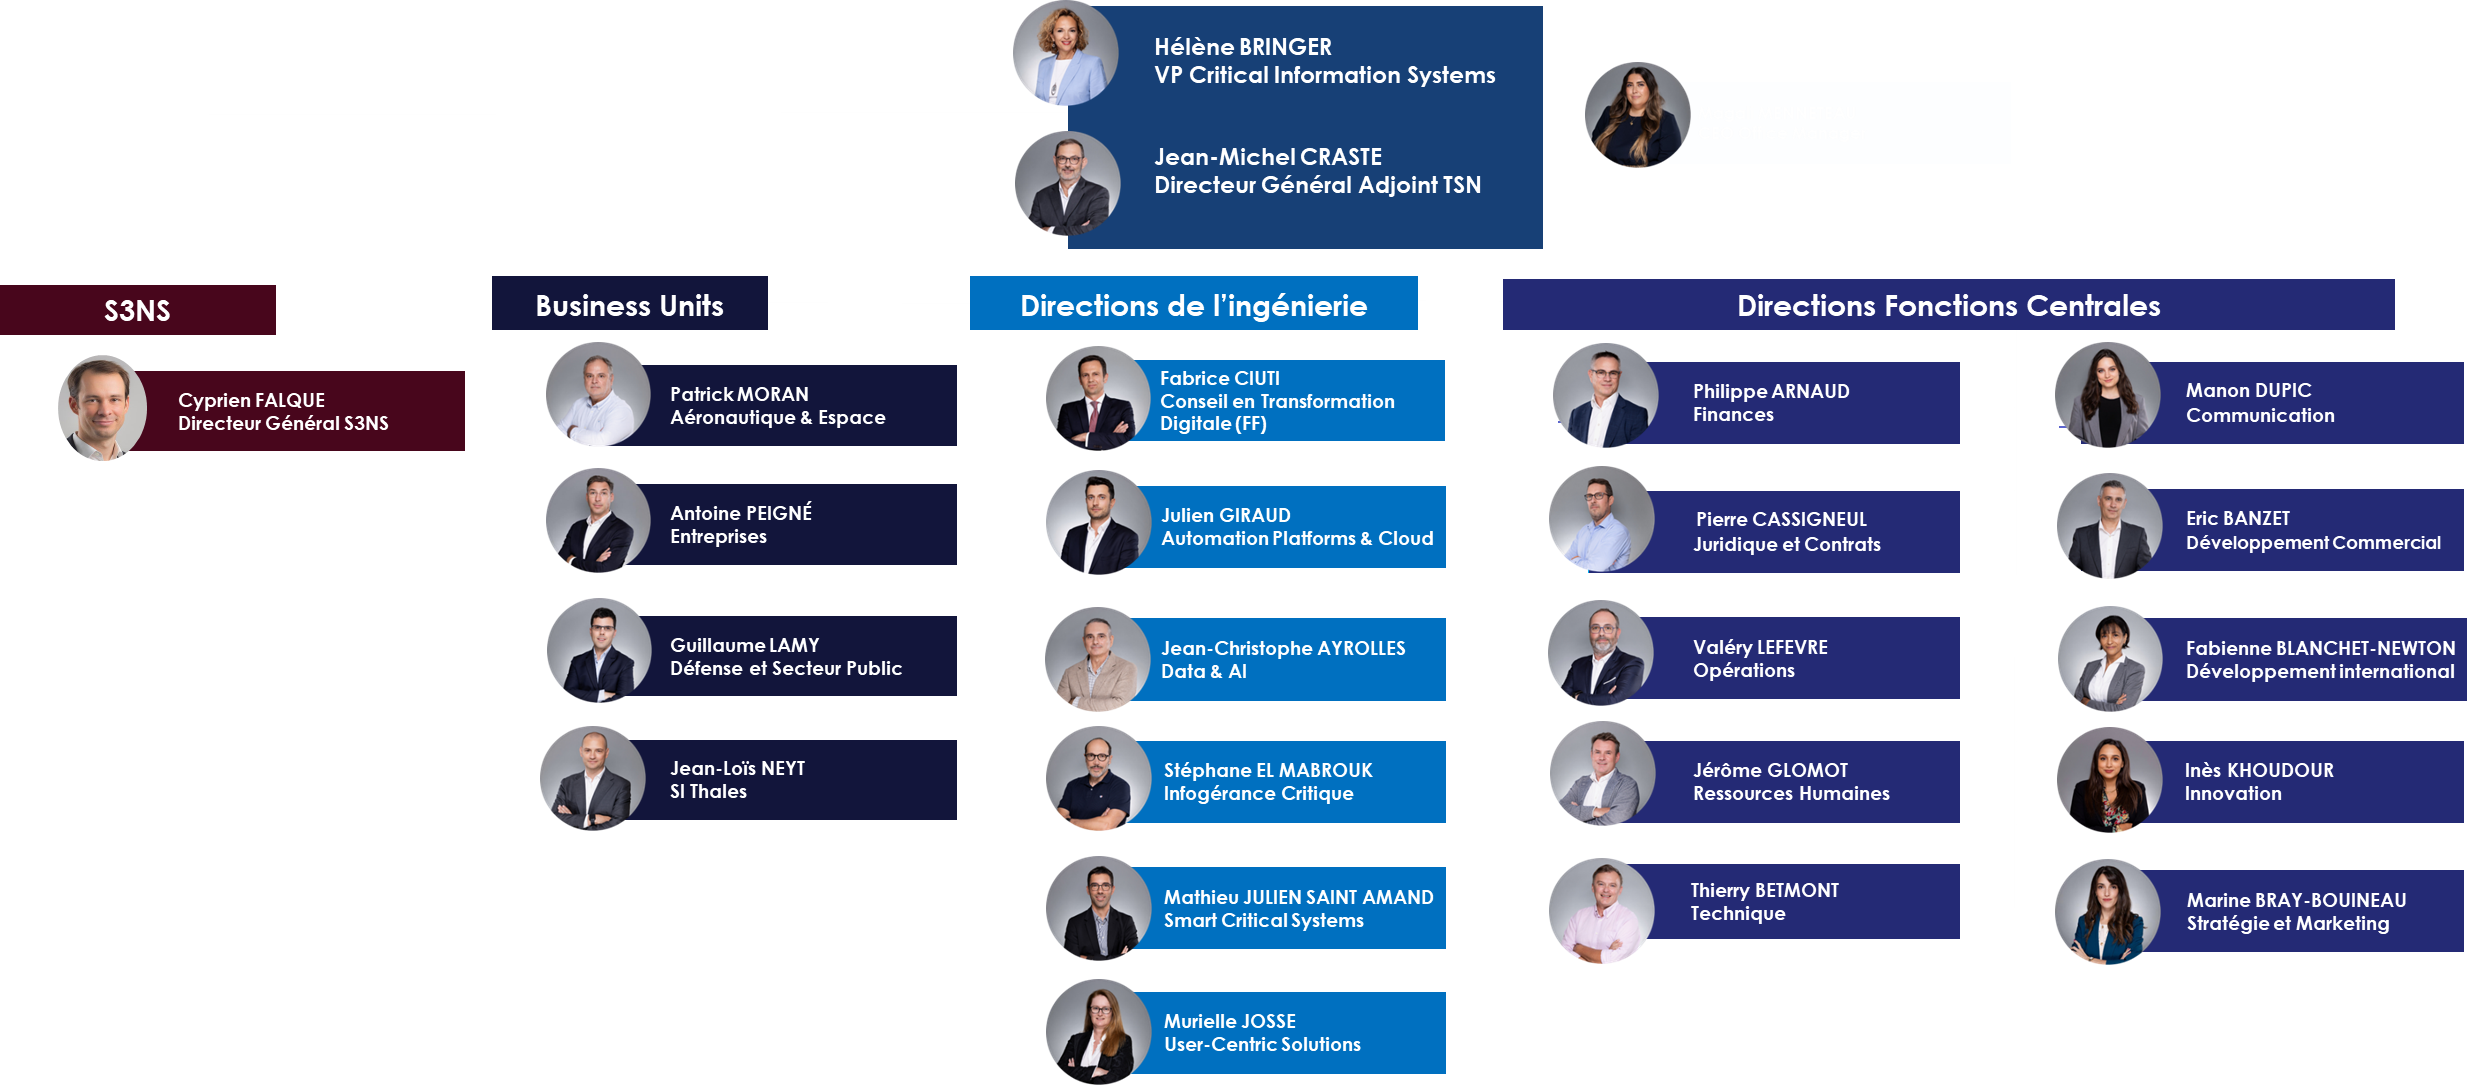 Hélène BRINGER
VP Critical Information Systems
Jean-Michel CRASTE
Directeur Général Adjoint TSN
S3NS
Cyprien FALQUE
Directeur Général S3NS
Business Units
Patrick MORAN
Aéronautique & Espace
Antoine PEIGNÉ
Entreprises
Guillaume LAMY
Défense et Secteur Public
Jean-Loïs NEYT
SI Thales
Directions de l’ingénierie
Fabrice CIUTI
Conseil en Transformation
Digitale (FF)
Julien GIRAUD
Automation Platforms & Cloud
Jean-Christophe AYROLLES
Data & AI
Stéphane EL MABROUK
Infogérance Critique
Mathieu JULIEN SAINT AMAND
Smart Critical Systems
Murielle JOSSE
User-Centric Solutions
Directions Fonctions Centrales
Philippe ARNAUD
Finances
Pierre CASSIGNEUL
Juridique et Contrats
Valéry LEFEVRE
Opérations
Jérôme GLOMOT
Ressources Humaines
Thierry BETMONT
Technique
Manon DUPIC
Communication
Eric BANZET
Développement Commercial
Fabienne BLANCHET-NEWTON
Développement international
Inès KHOUDOUR
Innovation
Marine BRAY-BOUINEAU
Stratégie et Marketing